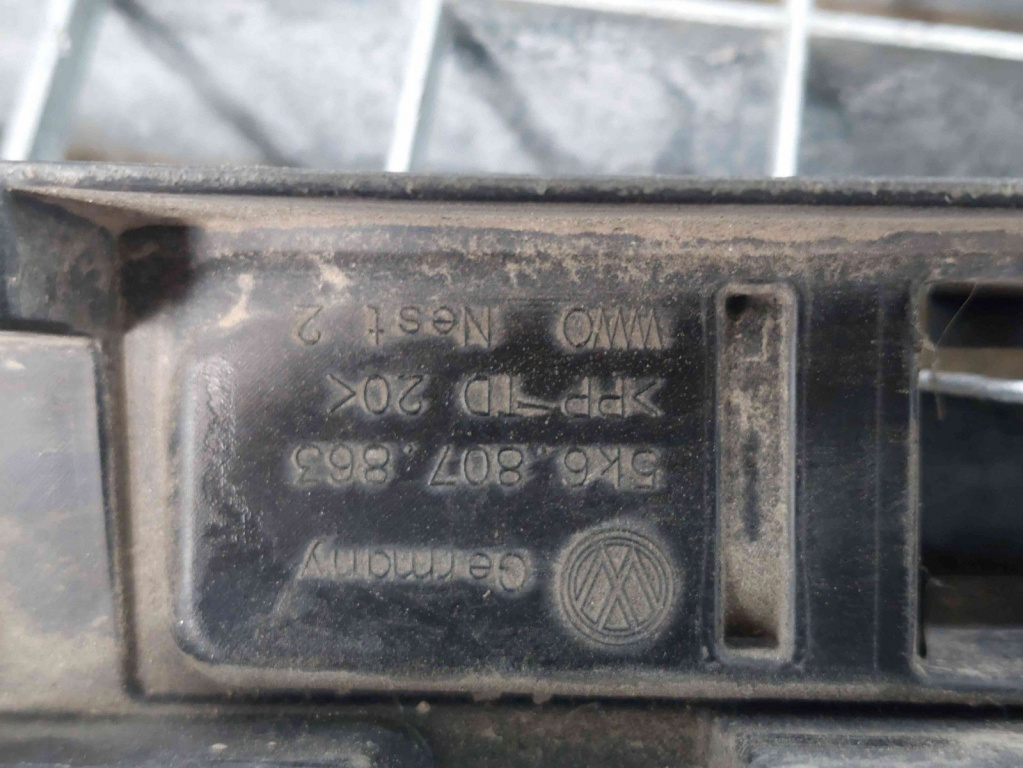 Germany
5K6.807.863
>PP-TD 20<
WWO Nest 2